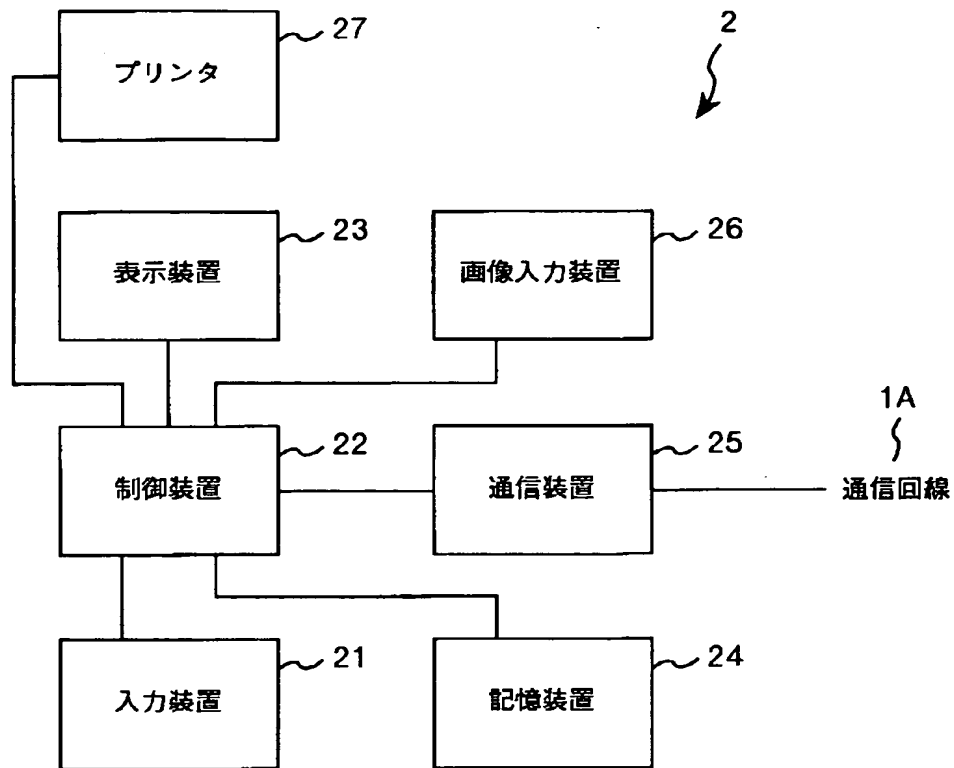 27
プリンタ
2
23
表示装置
26
画像入力装置
1A
22
制御装置
25
通信装置
通信回線
21
入力装置
24
記憶装置